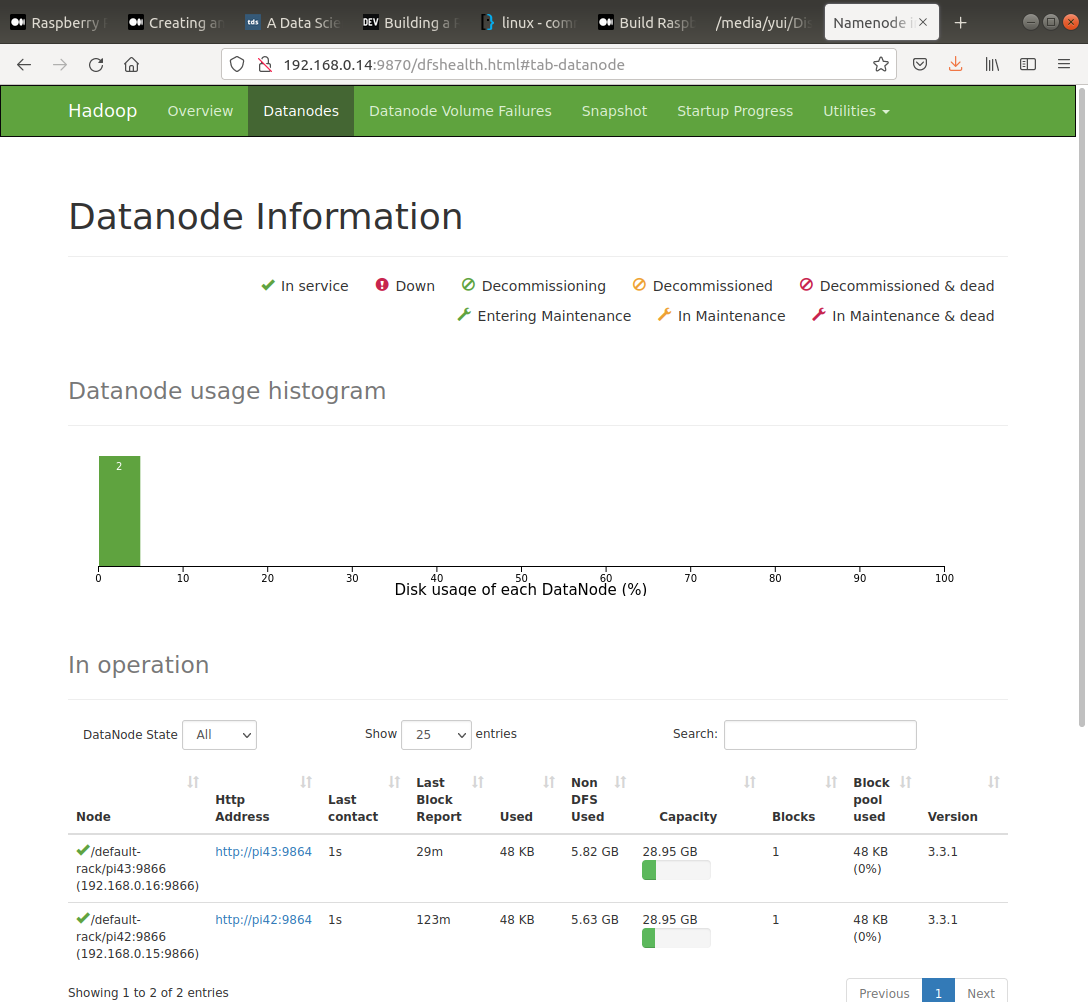 Raspberry Creating an tds A Data Scie DEV Building a linux - com Build Raspb /media/yui/Dis Namenode
192.168.0.14:9870/dfshealth.html#tab-datanode
Hadoop Overview Datanodes Datanode Volume Failures Snapshot Startup Progress Utilities
Datanode Information
In service Down Decommissioning Decommissioned Decommissioned & dead
Entering Maintenance In Maintenance In Maintenance & dead
Datanode usage histogram
2
0 10 20 30 40 50 60 70 80 90 100
Disk usage of each DataNode (%)
In operation
DataNode State All Show 25 entries Search:
Node Http Address Last contact Last Block Report Used Non DFS Used Capacity Blocks Block pool used Version
/default- http://pi43:9864 1s 29m 48 KB 5.82 GB 28.95 GB 1 48 KB 3.3.1
rack/pi43:9866 (0%)
(192.168.0.16:9866)
/default- http://pi42:9864 1s 123m 48 KB 5.63 GB 28.95 GB 1 48 KB 3.3.1
rack/pi42:9866 (0%)
(192.168.0.15:9866)
Showing 1 to 2 of 2 entries Previous 1 Next